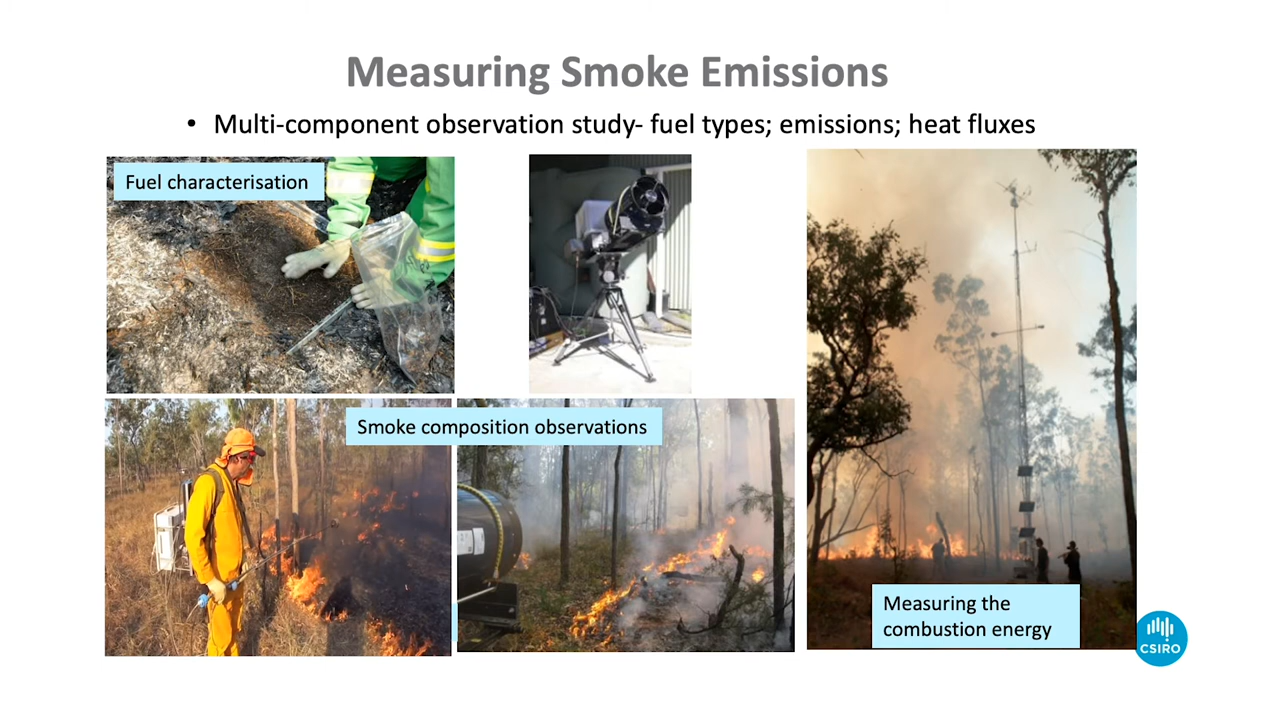 Measuring Smoke Emissions
• Multi-component observation study- fuel types; emissions; heat fluxes
Fuel characterisation
Smoke composition observations
Measuring the
combustion energy
CSIRO